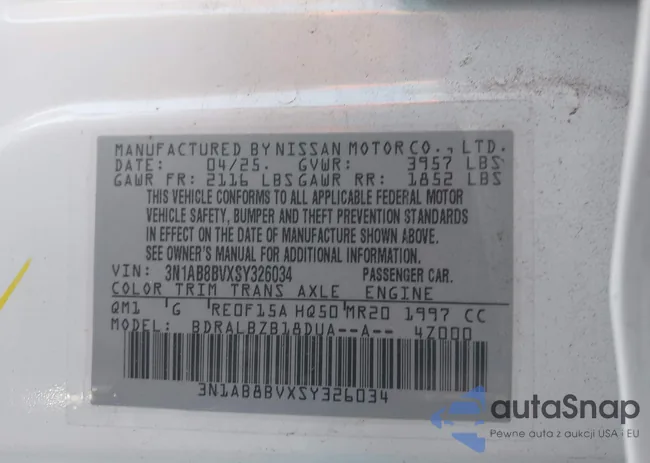 MANUFACTURED BY NISSAN MOTOR CO., LTD.
DATE: 04/25. GVWR: 3957 LBS
GAWR FR: 2116 LBS GAWR RR: 1852 LBS
THIS VEHICLE CONFORMS TO ALL APPLICABLE FEDERAL MOTOR
VEHICLE SAFETY, BUMPER AND THEFT PREVENTION STANDARDS
IN EFFECT ON THE DATE OF MANUFACTURE SHOWN ABOVE.
SEE OWNER'S MANUAL FOR ADDITIONAL INFORMATION.
VIN: 3N1AB8BVXSY326034 PASSENGER CAR.
COLOR TRIM TRANS AXLE ENGINE
QM1 G RE0F15A HQ50 MR20 1997 CC
MODEL: BDRALBZB18DUA--A-- 4Z000
3N1AB8BVXSY326034
autaSnap
Pewne auta z aukcji USA · EU